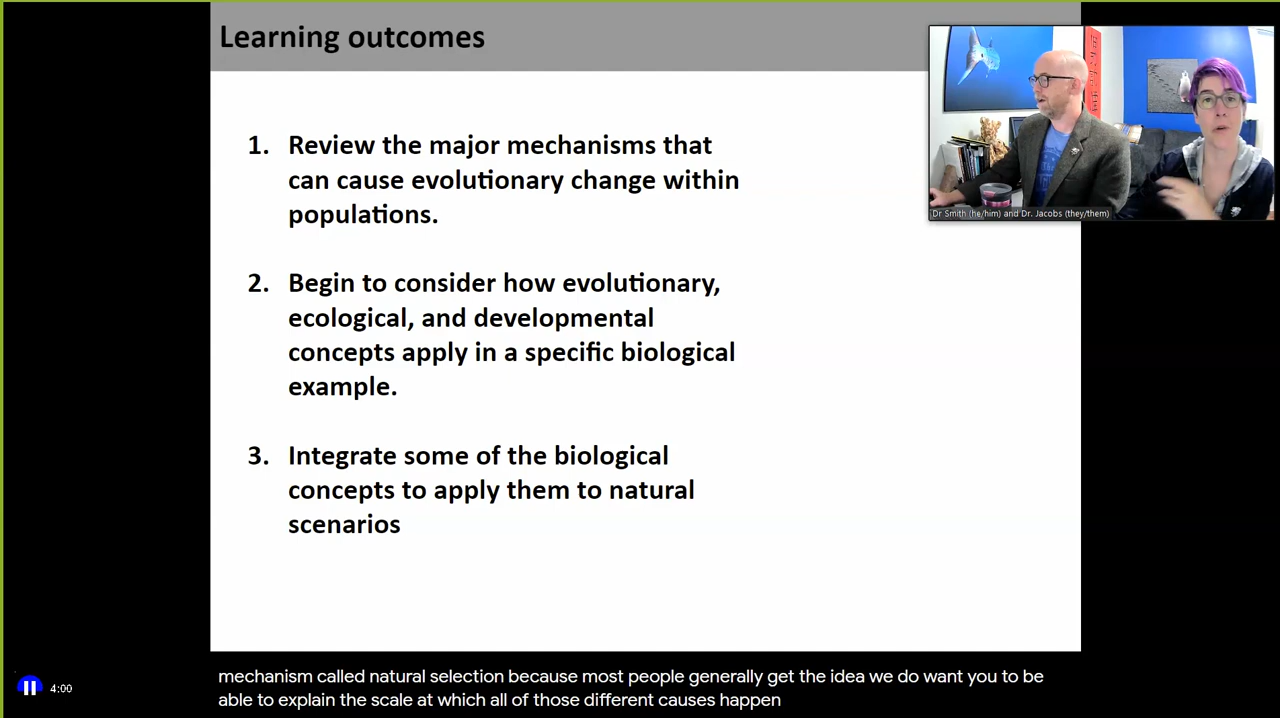 Learning outcomes
1. Review the major mechanisms that
can cause evolutionary change within
populations.
2. Begin to consider how evolutionary,
ecological, and developmental
concepts apply in a specific biological
example.
3. Integrate some of the biological
concepts to apply them to natural
scenarios
Dr Smith (he/him) and Dr. Jacobs (they/them)
4:00
mechanism called natural selection because most people generally get the idea we do want you to be
able to explain the scale at which all of those different causes happen